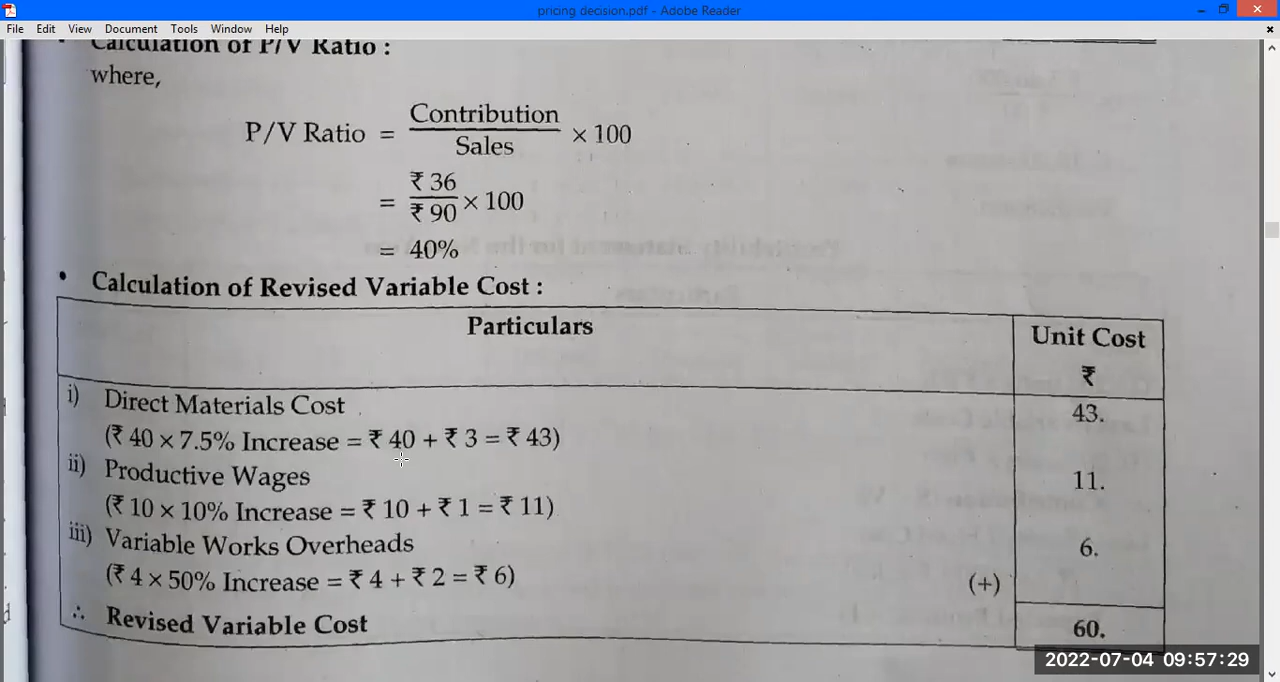 pricing decision.pdf - Adobe Reader
File Edit View Document Tools Window Help
• Calculation of P/V Ratio :
where,
P/V Ratio = Contribution / Sales × 100
= ₹ 36 / ₹ 90 × 100
= 40%
• Calculation of Revised Variable Cost :
Particulars Unit Cost
₹
i) Direct Materials Cost 43.
(₹ 40 × 7.5% Increase = ₹ 40 + ₹ 3 = ₹ 43)
ii) Productive Wages 11.
(₹ 10 × 10% Increase = ₹ 10 + ₹ 1 = ₹ 11)
iii) Variable Works Overheads 6.
(₹ 4 × 50% Increase = ₹ 4 + ₹ 2 = ₹ 6) (+)
∴ Revised Variable Cost 60.
2022-07-04 09:57:29